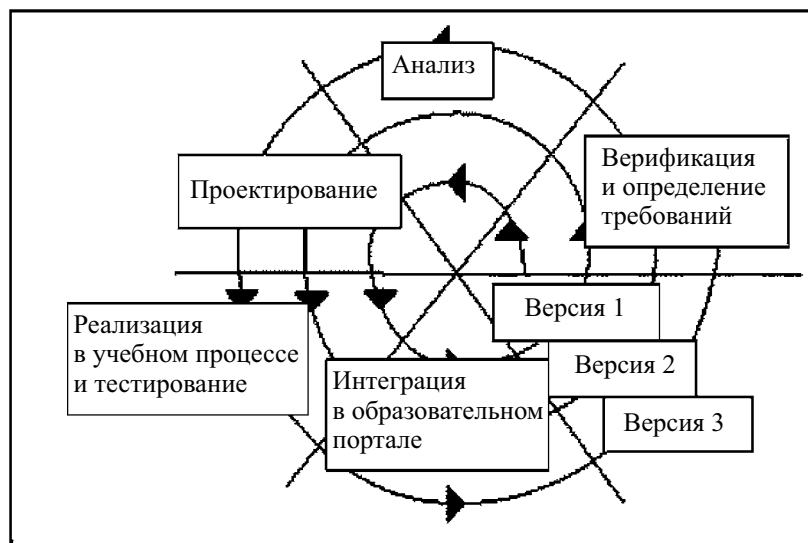 Анализ
Верификация
и определение
требований
Проектирование
Реализация
в учебном процессе
и тестирование
Интеграция
в образовательном
портале
Версия 1
Версия 2
Версия 3